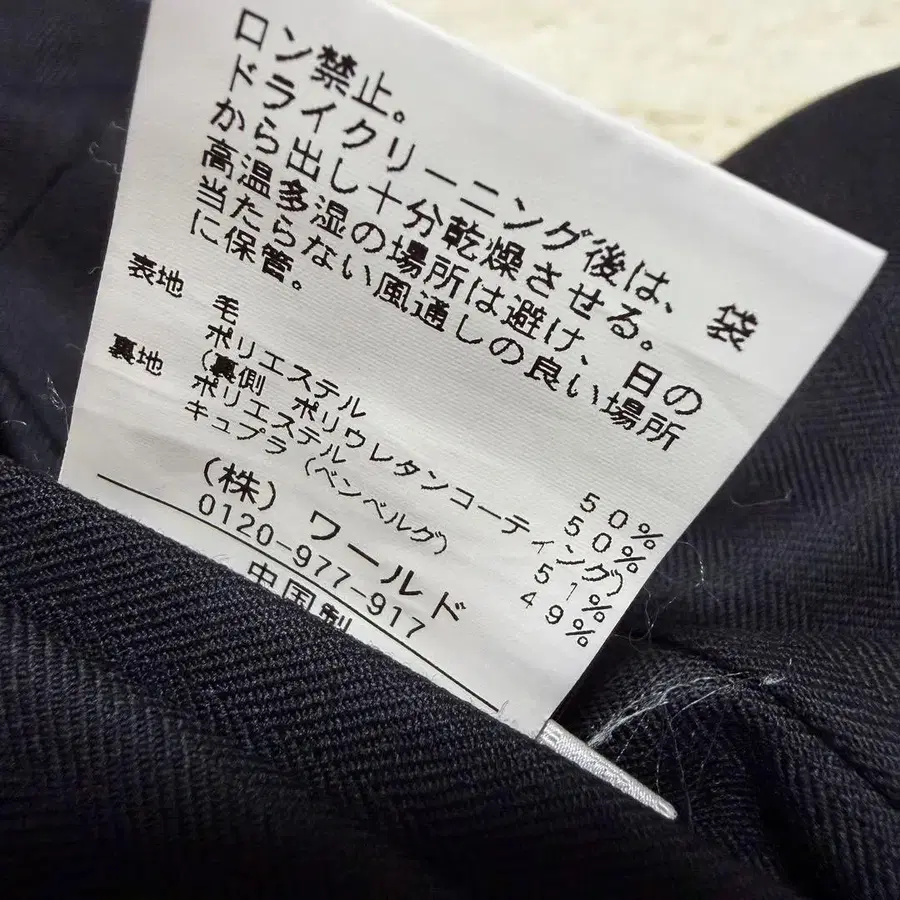 ロン禁止。
ドライクリーニング後は、袋
から出し十分乾燥させる。
高温多湿の場所は避け、日の
当たらない風通しの良い場所
に保管。
表地 毛 50%
ポリエステル 50%
(裏側 ポリウレタンコーティング)
裏地 ポリエステル 51%
キュプラ(ベンベルグ) 49%
(株)ワールド
0120-977-917
中国製